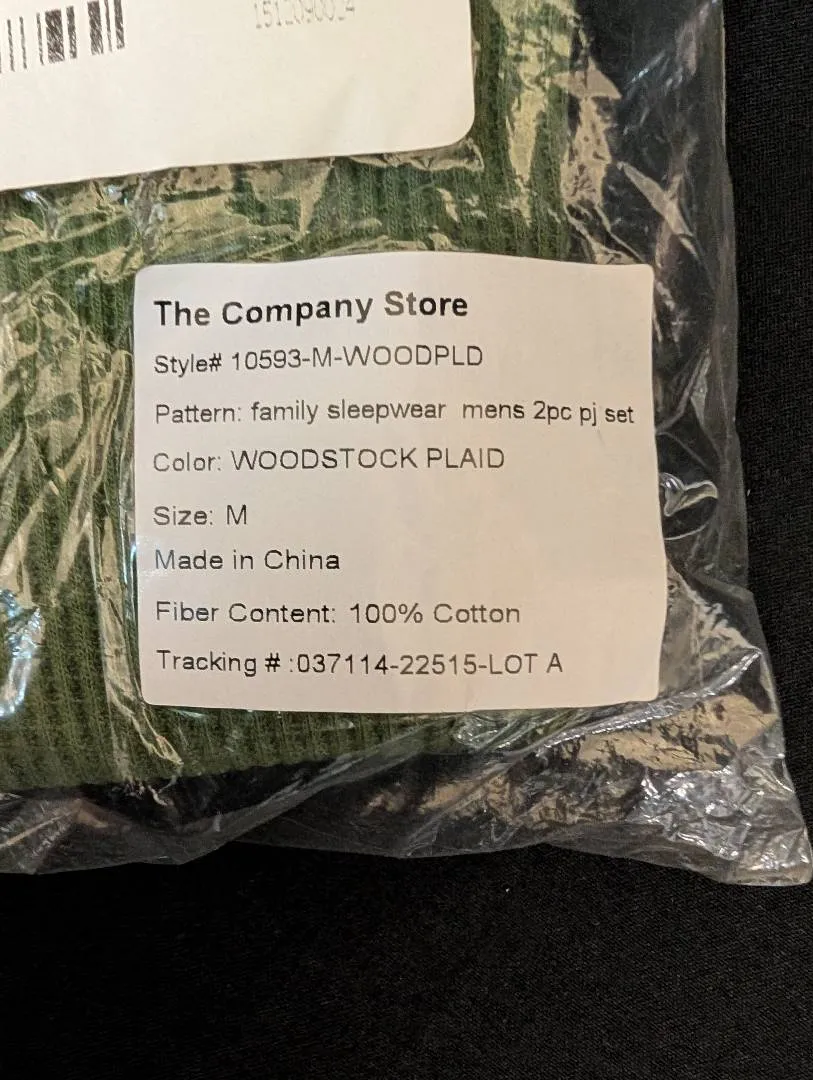 The Company Store
Style# 10593-M-WOODPLD
Pattern: family sleepwear mens 2pc pj set
Color: WOODSTOCK PLAID
Size: M
Made in China
Fiber Content: 100% Cotton
Tracking # :037114-22515-LOT A